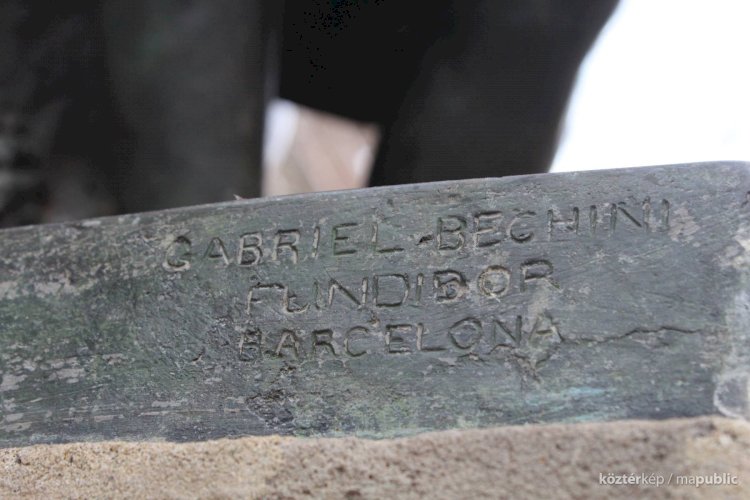 GABRIEL-BECHINI
FUNDIDOR
BARCELONA
köztérkép / mapublic